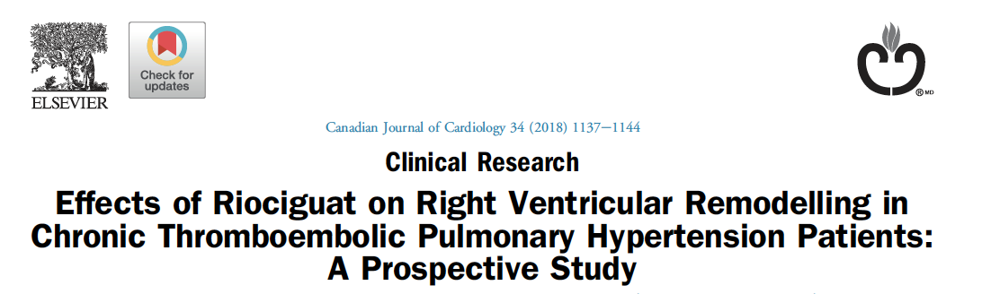 ELSEVIER
Check for
updates
® MD
Canadian Journal of Cardiology 34 (2018) 1137–1144
Clinical Research
Effects of Riociguat on Right Ventricular Remodelling in
Chronic Thromboembolic Pulmonary Hypertension Patients:
A Prospective Study